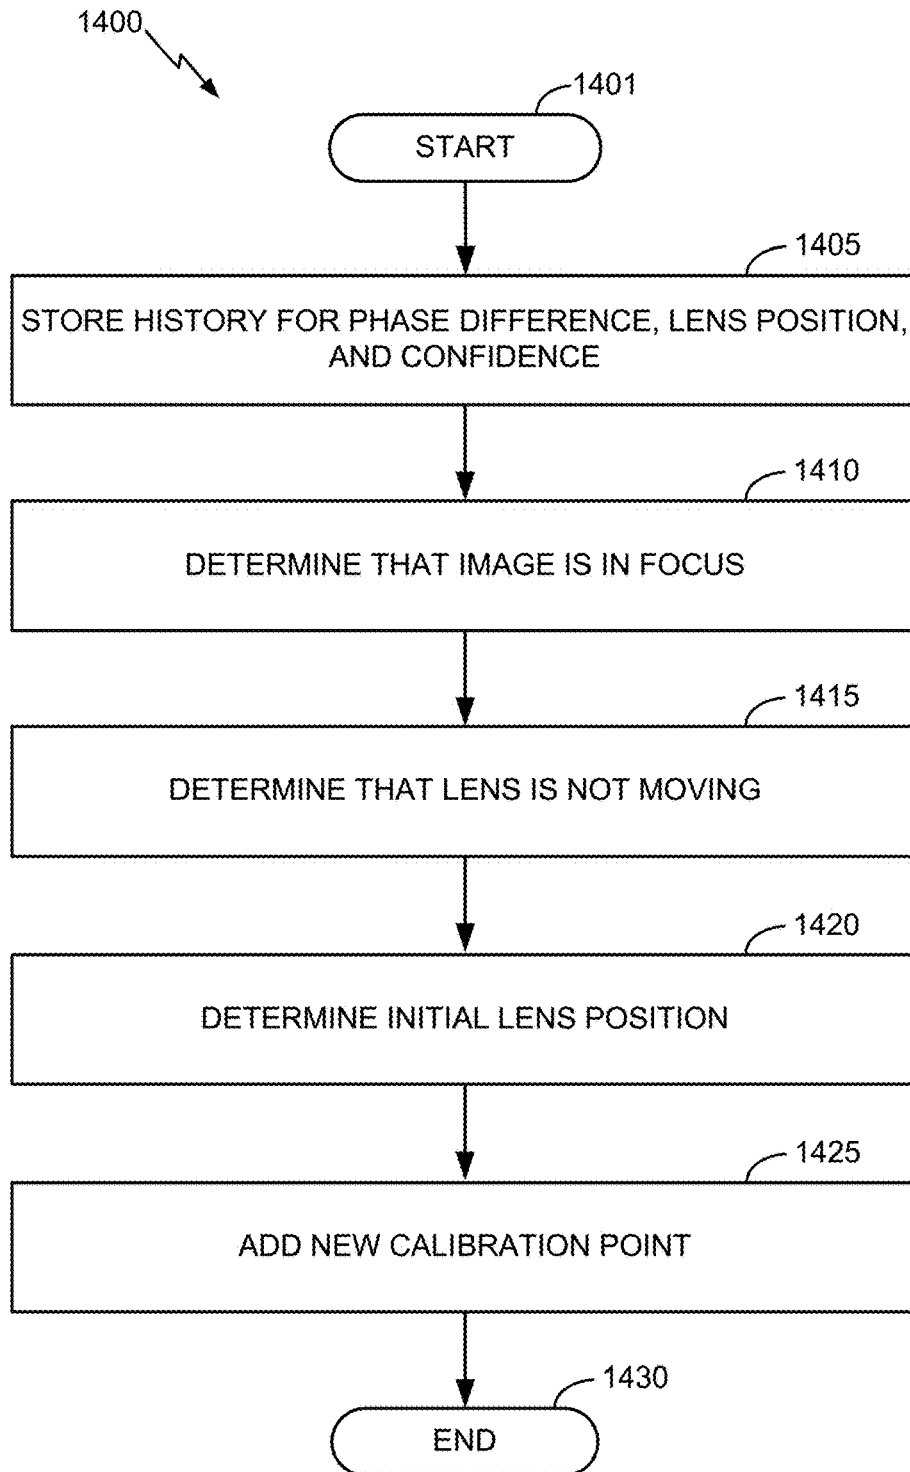 1400
1401
START
1405
STORE HISTORY FOR PHASE DIFFERENCE, LENS POSITION,
AND CONFIDENCE
1410
DETERMINE THAT IMAGE IS IN FOCUS
1415
DETERMINE THAT LENS IS NOT MOVING
1420
DETERMINE INITIAL LENS POSITION
1425
ADD NEW CALIBRATION POINT
1430
END